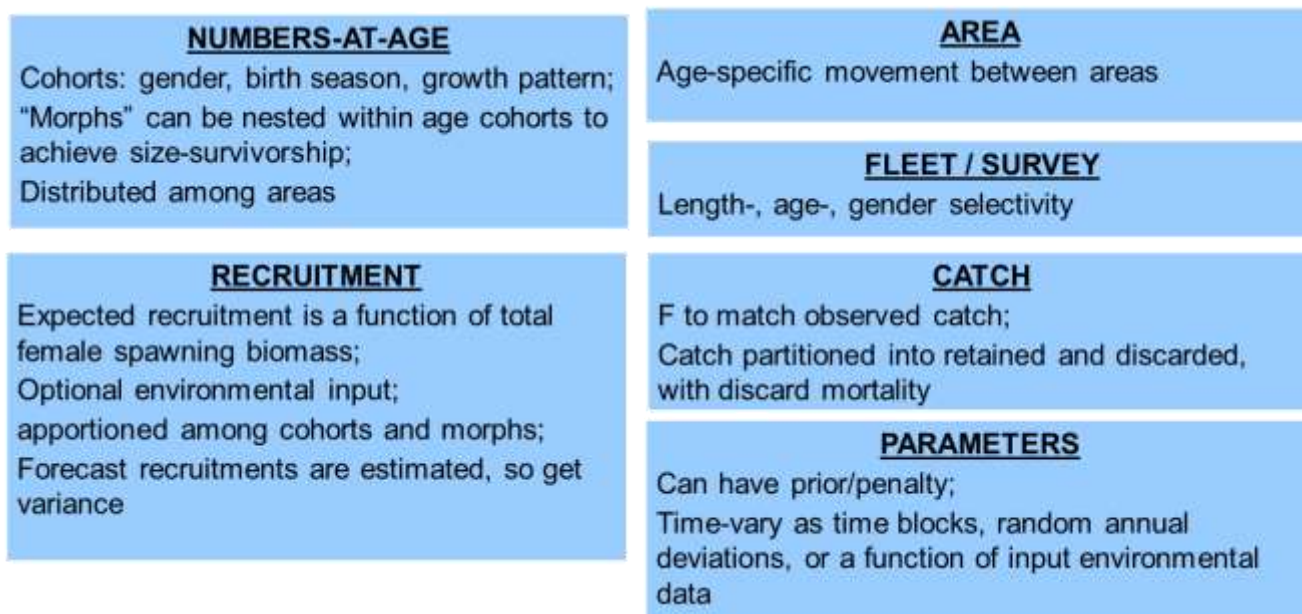 NUMBERS-AT-AGE
Cohorts: gender, birth season, growth pattern;
“Morphs” can be nested within age cohorts to
achieve size-survivorship;
Distributed among areas
RECRUITMENT
Expected recruitment is a function of total
female spawning biomass;
Optional environmental input;
apportioned among cohorts and morphs;
Forecast recruitments are estimated, so get
variance
AREA
Age-specific movement between areas
FLEET / SURVEY
Length-, age-, gender selectivity
CATCH
F to match observed catch;
Catch partitioned into retained and discarded,
with discard mortality
PARAMETERS
Can have prior/penalty;
Time-vary as time blocks, random annual
deviations, or a function of input environmental
data